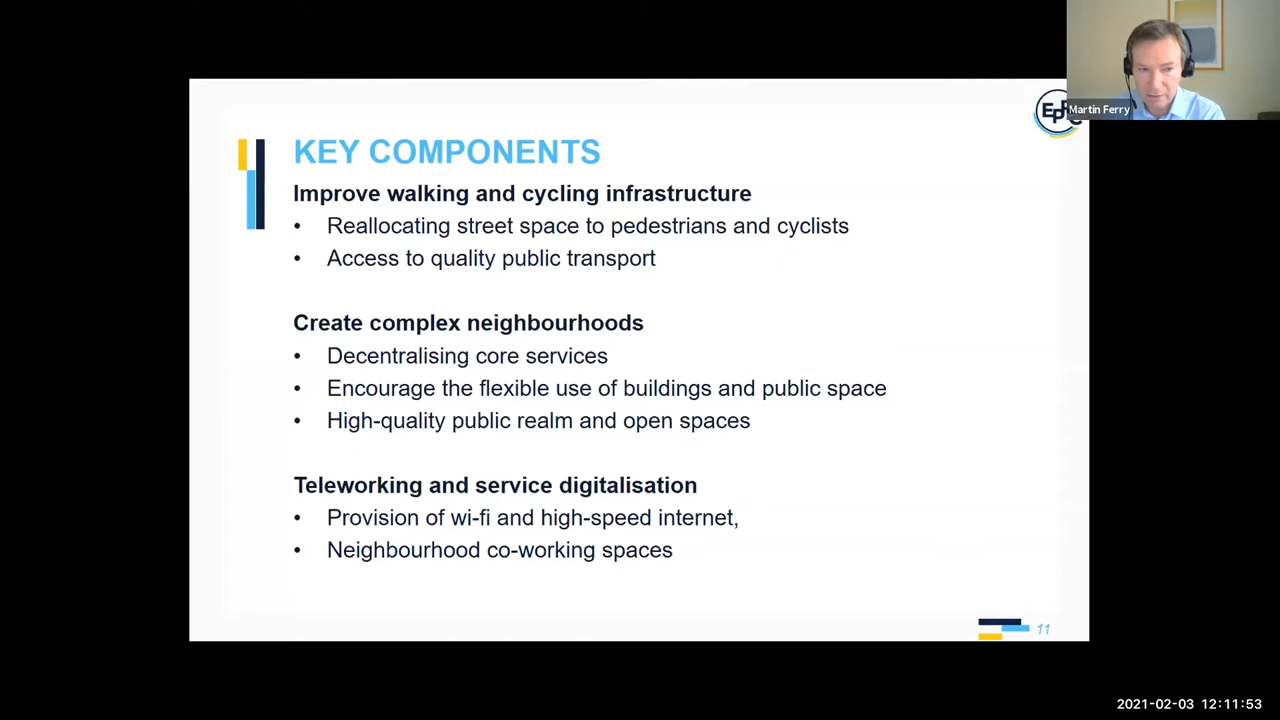 Martin Ferry
KEY COMPONENTS
Improve walking and cycling infrastructure
• Reallocating street space to pedestrians and cyclists
• Access to quality public transport
Create complex neighbourhoods
• Decentralising core services
• Encourage the flexible use of buildings and public space
• High-quality public realm and open spaces
Teleworking and service digitalisation
• Provision of wi-fi and high-speed internet,
• Neighbourhood co-working spaces
11
2021-02-03 12:11:53